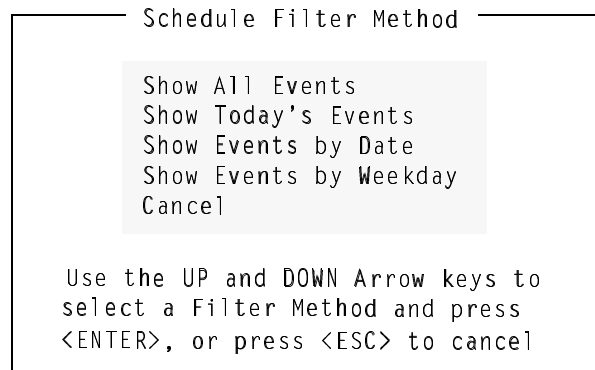 Schedule Filter Method
Show All Events
Show Today's Events
Show Events by Date
Show Events by Weekday
Cancel
Use the UP and DOWN Arrow keys to
select a Filter Method and press
<ENTER>, or press <ESC> to cancel